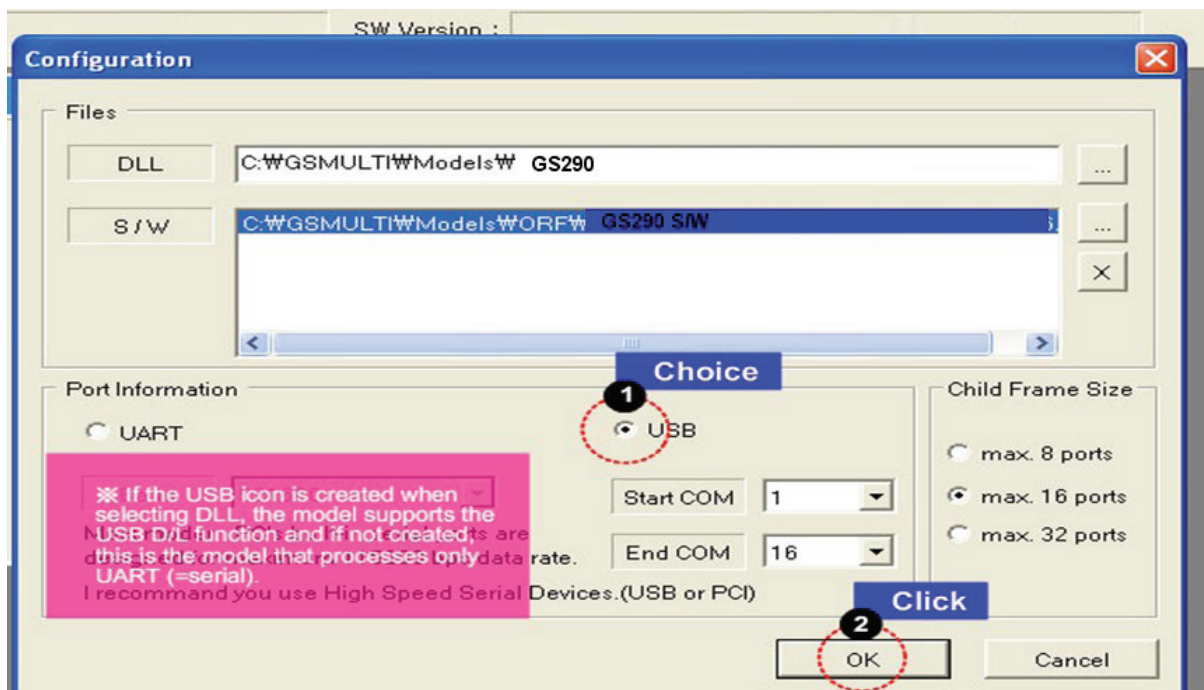 SW Version :
Configuration
Files
DLL
C:₩GSMULTI₩Models₩ GS290
...
S/W
C:₩GSMULTI₩Models₩ORF₩ GS290 S/W
...
X
Choice
Port Information
1
UART
USB
※ If the USB icon is created when
selecting DLL, the model supports the
USB D/L function and if not created,
this is the model that processes only
UART (=serial).
data rate.
I recommand you use High Speed Serial Devices.(USB or PCI)
Start COM
1
End COM
16
Child Frame Size
max. 8 ports
max. 16 ports
max. 32 ports
Click
2
OK
Cancel